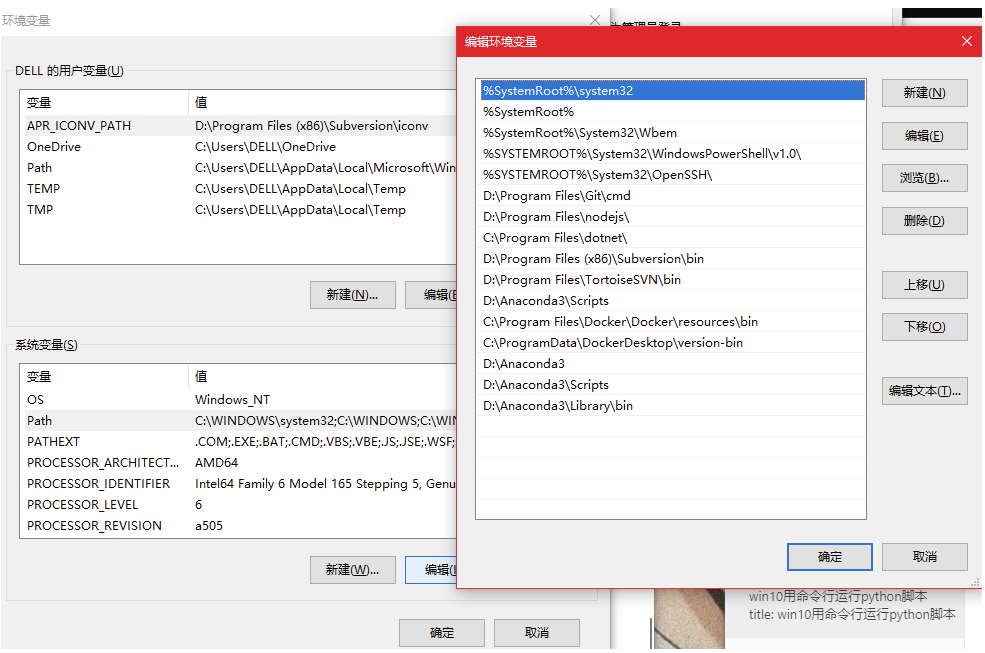 环境变量
DELL 的用户变量(U)
变量 值
APR_ICONV_PATH D:\Program Files (x86)\Subversion\iconv
OneDrive C:\Users\DELL\OneDrive
Path C:\Users\DELL\AppData\Local\Microsoft\Win
TEMP C:\Users\DELL\AppData\Local\Temp
TMP C:\Users\DELL\AppData\Local\Temp
新建(N)... 编辑(E
系统变量(S)
变量 值
OS Windows_NT
Path C:\WINDOWS\system32;C:\WINDOWS;C:\WIN
PATHEXT .COM;.EXE;.BAT;.CMD;.VBS;.VBE;.JS;.JSE;.WSF;
PROCESSOR_ARCHITECT... AMD64
PROCESSOR_IDENTIFIER Intel64 Family 6 Model 165 Stepping 5, Genu
PROCESSOR_LEVEL 6
PROCESSOR_REVISION a505
新建(W)... 编辑(
确定 取消
管理员登录
编辑环境变量
%SystemRoot%\system32
%SystemRoot%
%SystemRoot%\System32\Wbem
%SYSTEMROOT%\System32\WindowsPowerShell\v1.0\
%SYSTEMROOT%\System32\OpenSSH\
D:\Program Files\Git\cmd
D:\Program Files\nodejs\
C:\Program Files\dotnet\
D:\Program Files (x86)\Subversion\bin
D:\Program Files\TortoiseSVN\bin
D:\Anaconda3\Scripts
C:\Program Files\Docker\Docker\resources\bin
C:\ProgramData\DockerDesktop\version-bin
D:\Anaconda3
D:\Anaconda3\Scripts
D:\Anaconda3\Library\bin
新建(N)
编辑(E)
浏览(B)...
删除(D)
上移(U)
下移(O)
编辑文本(T)...
确定 取消
win10用命令行运行python脚本
title: win10用命令行运行python脚本